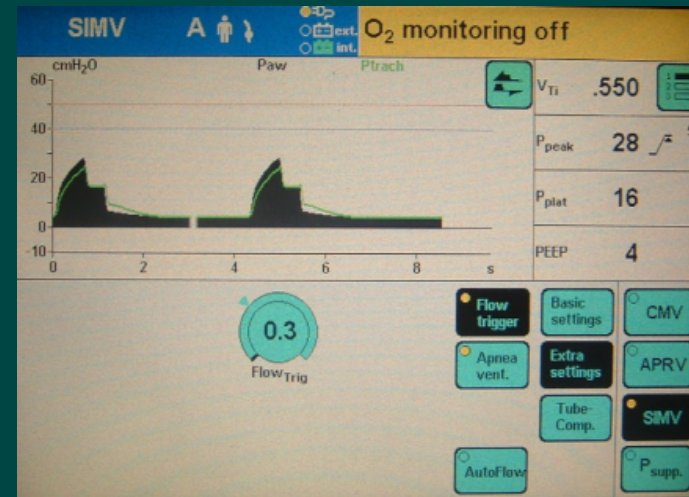 SIMV A ext. int. O₂ monitoring off
cmH₂O Paw Ptrach
60
40
20
0
-10
0 2 4 6 8 s
VTi .550
Ppeak 28
Pplat 16
PEEP 4
0.3
FlowTrig
Flow trigger
Apnea vent.
AutoFlow
Basic settings
Extra settings
Tube-Comp.
CMV
APRV
SIMV
Psupp.